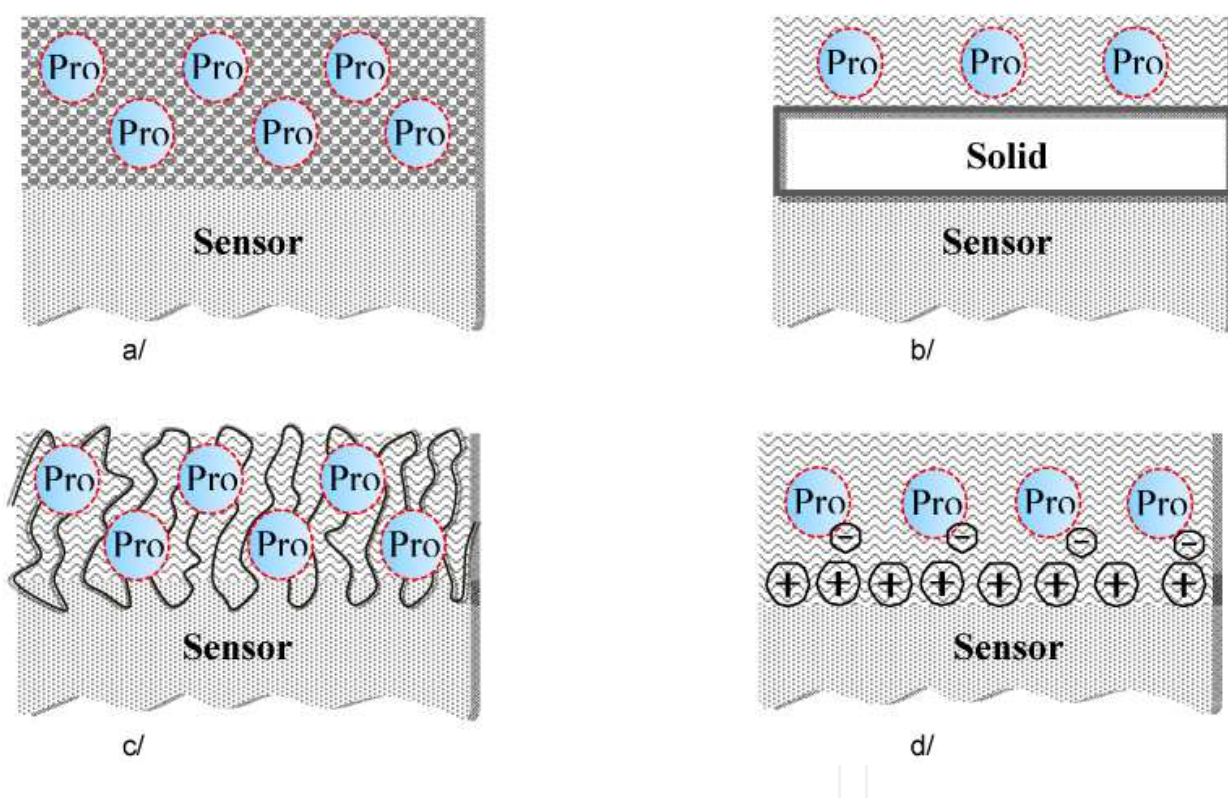 Pro Pro Pro
Pro Pro Pro
Sensor
a/
Pro Pro Pro
Solid
Sensor
b/
Pro Pro Pro
Pro Pro Pro
Sensor
c/
Pro Pro Pro Pro
− − − −
+ + + + + + + +
Sensor
d/